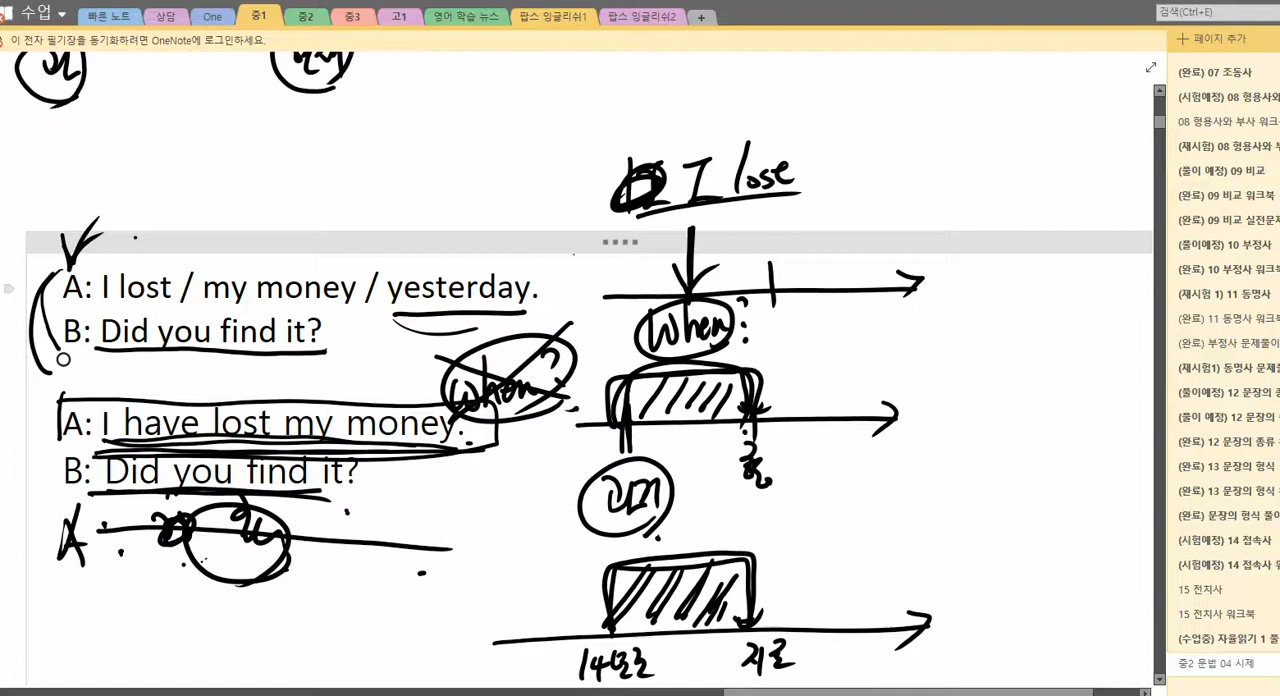 수업
빠른 노트
상담
One
중1
중2
중3
고1
영어 학습 뉴스
팝스 잉글리쉬1
팝스 잉글리쉬2
검색(Ctrl+E)
이 전자 필기장을 동기화하려면 OneNote에 로그인하세요.
페이지 추가
(완료) 07 조동사
(시험예정) 08 형용사와
08 형용사와 부사 워크
(재시험) 08 형용사와 부
(풀이 예정) 09 비교
(완료) 09 비교 워크북
(완료) 09 비교 실전문제
(풀이예정) 10 부정사
(완료) 10 부정사 워크북
(재시험 1) 11 동명사
(완료) 11 동명사 워크북
(완료) 부정사 문제풀이
(재시험1) 동명사 문제
(풀이예정) 12 문장의 종
(풀이 예정) 12 문장의
(완료) 12 문장의 종류
(완료) 13 문장의 형식
(완료) 13 문장의 형식
(완료) 문장의 형식 풀이
(시험예정) 14 접속사
(시험예정) 14 접속사 워
15 전치사
15 전치사 워크북
(수업중) 자율읽기 1 풀
중2 문법 04 시제
I lose
A: I lost / my money / yesterday.
B: Did you find it?
When?
when?
A: I have lost my money.
B: Did you find it?
A
지금